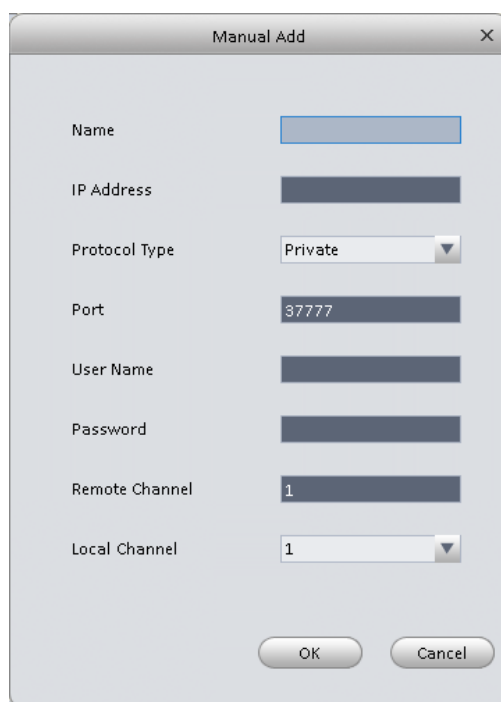 Manual Add
Name
IP Address
Protocol Type Private
Port 37777
User Name
Password
Remote Channel 1
Local Channel 1
OK Cancel